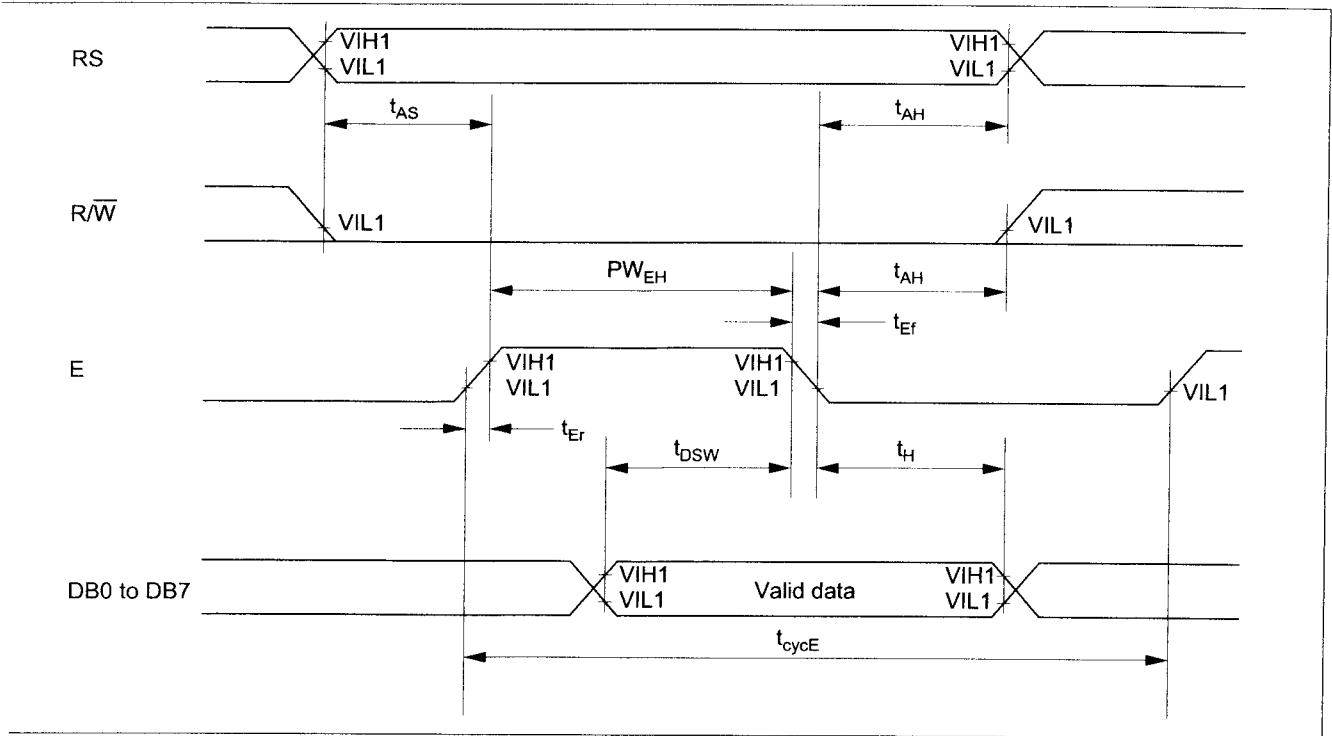 RS
VIH1
VIL1
VIH1
VIL1
tAS
tAH
R/W̅
VIL1
VIL1
PWEH
tAH
tEf
E
VIH1
VIL1
VIH1
VIL1
VIL1
tEr
tDSW
tH
DB0 to DB7
VIH1
VIL1
Valid data
VIH1
VIL1
tcycE